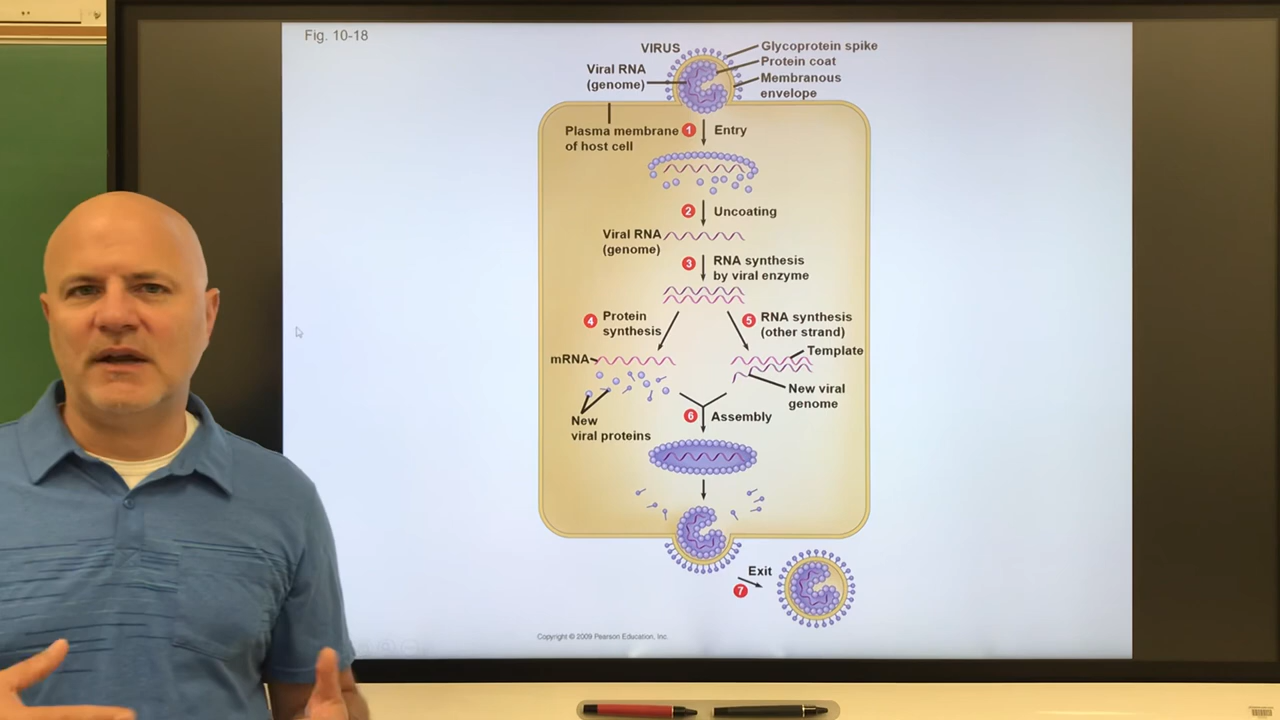 Fig. 10-18
VIRUS
Glycoprotein spike
Protein coat
Membranous
envelope
Viral RNA
(genome)
Plasma membrane
of host cell
1 Entry
2 Uncoating
Viral RNA
(genome)
3 RNA synthesis
by viral enzyme
4 Protein
synthesis
5 RNA synthesis
(other strand)
mRNA
Template
New viral
genome
New
viral proteins
6 Assembly
Exit
7
Copyright © 2009 Pearson Education, Inc.